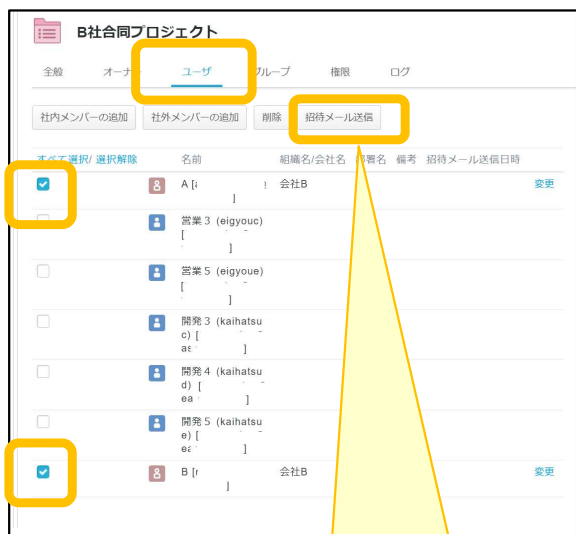 B社合同プロジェクト
全般 オーナー ユーザ グループ 権限 ログ
社内メンバーの追加 社外メンバーの追加 削除 招待メール送信
すべて選択/ 選択解除 名前 組織名/会社名 部署名 備考 招待メール送信日時
A [ 会社B 変更
]
営業3 (eigyouc)
[
]
営業5 (eigyoue)
[
]
開発3 (kaihatsu
c) [
as ]
開発4 (kaihatsu
d) [
ea ]
開発5 (kaihatsu
e) [
]
B [ 会社B 変更
]